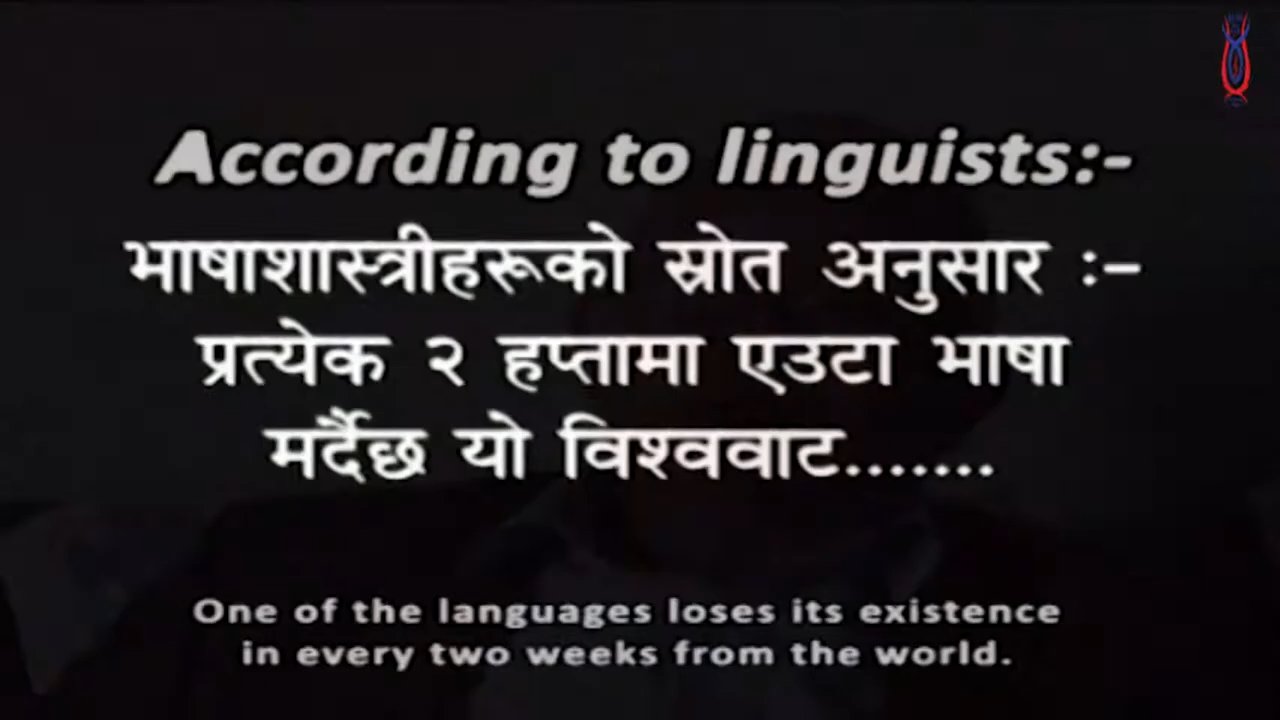 According to linguists:-
भाषाशास्त्रीहरूको स्रोत अनुसार :–
प्रत्येक २ हप्तामा एउटा भाषा
मर्दैछ यो विश्ववाट.......
One of the languages loses its existence
in every two weeks from the world.